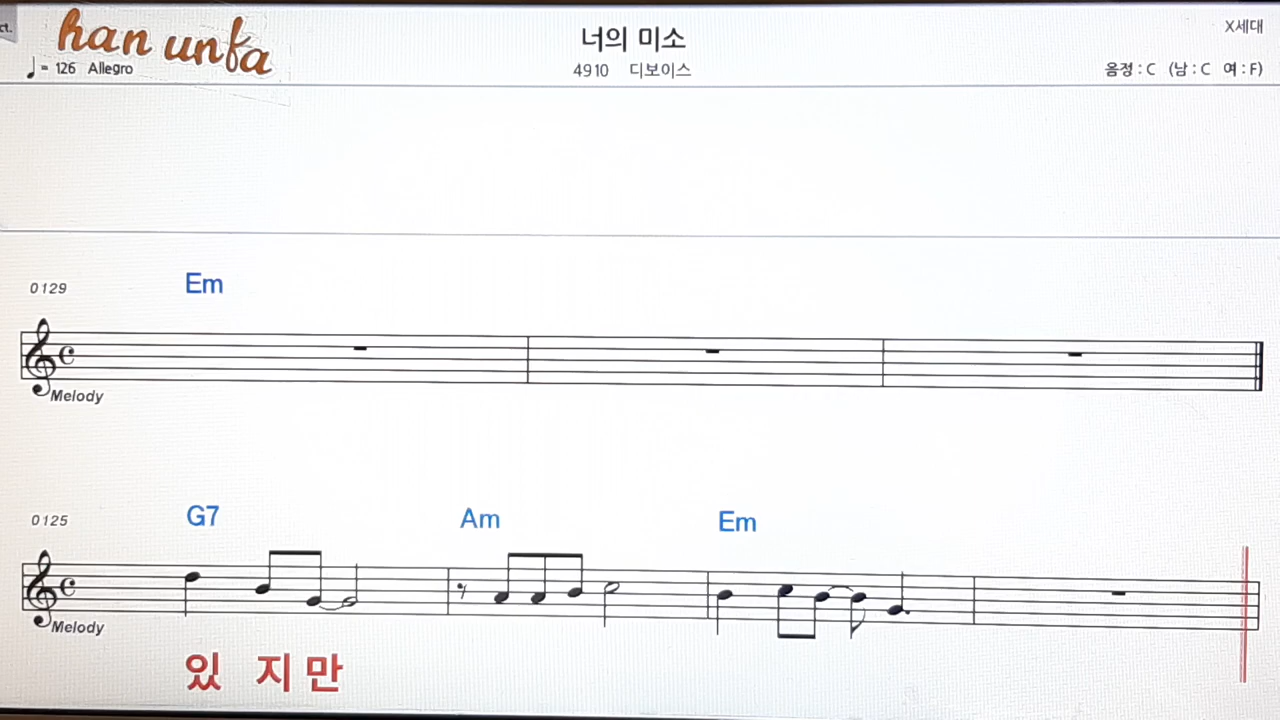 ct.
han unfa
♩= 126 Allegro
너의 미소
4910 디보이스
X세대
음정 : C (남 : C 여 : F)
0129
Em
Melody
0125
G7 Am Em
Melody
있 지 만